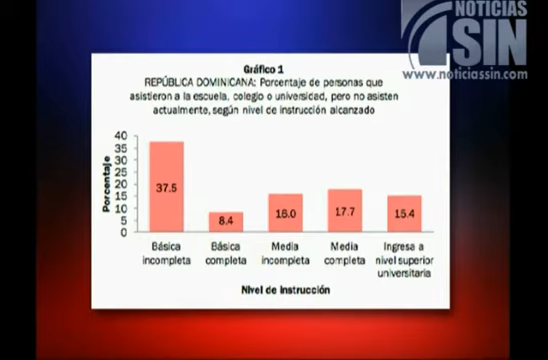 NOTICIAS
SIN
www.noticiassin.com
Gráfico 1
REPÚBLICA DOMINICANA: Porcentaje de personas que
asistieron a la escuela, colegio o universidad, pero no asisten
actualmente, según nivel de instrucción alcanzado
Porcentaje
40
35
30
25
20
15
10
5
0
37.5
8.4
16.0
17.7
15.4
Básica
incompleta
Básica
completa
Media
incompleta
Media
completa
Ingresa a
nivel superior
universitaria
Nivel de Instrucción